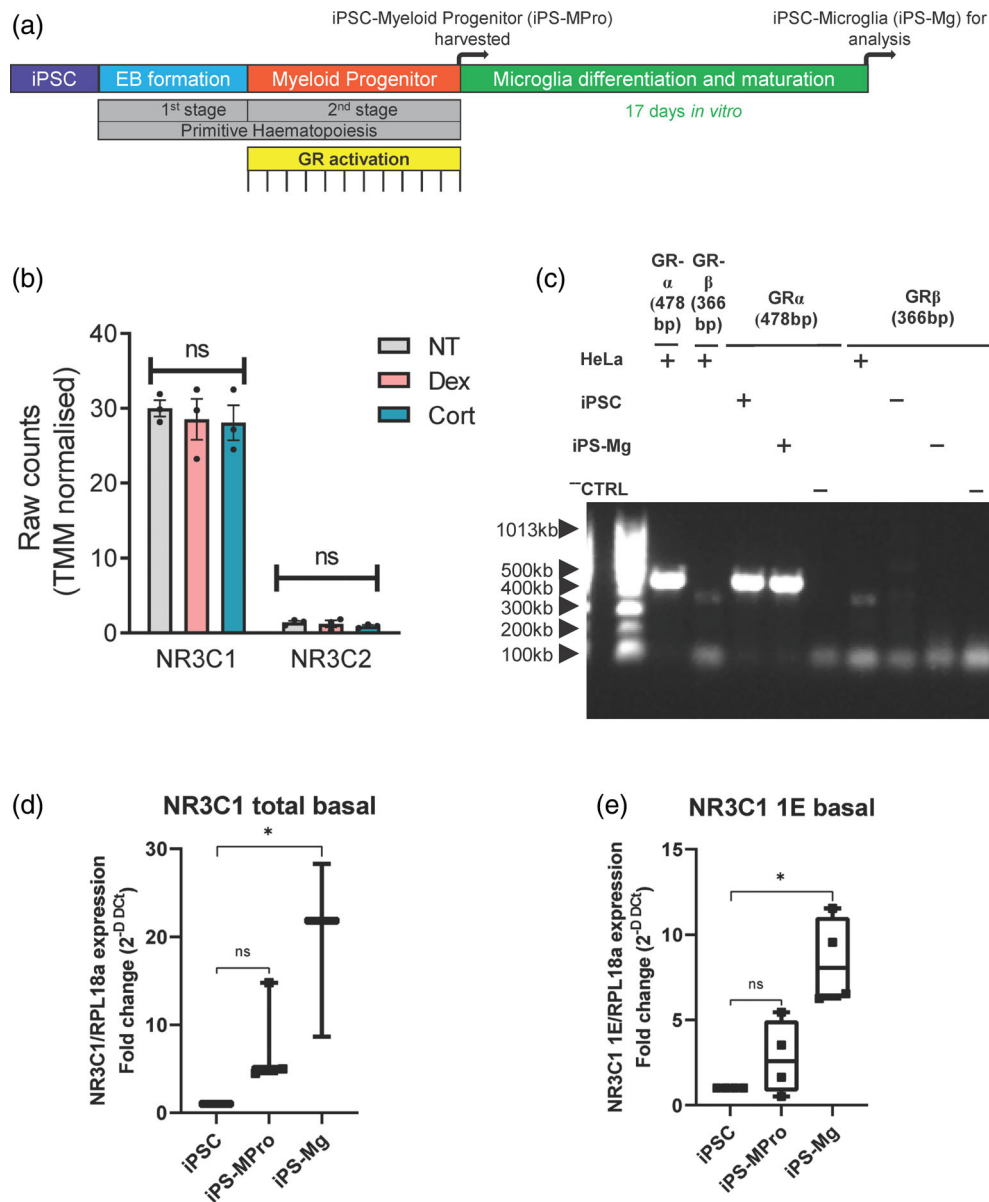 (a)
iPSC-Myeloid Progenitor (iPS-MPro)
harvested
iPSC-Microglia (iPS-Mg) for
analysis
iPSC
EB formation
Myeloid Progenitor
Microglia differentiation and maturation
1st stage
2nd stage
17 days in vitro
Primitive Haematopoiesis
GR activation
(b)
Raw counts
(TMM normalised)
40
30
20
10
0
ns
ns
NT
Dex
Cort
NR3C1
NR3C2
(c)
GR-
α
(478
bp)
GR-
β
(366
bp)
GRα
(478bp)
GRβ
(366bp)
HeLa + + +
iPSC + −
iPS-Mg + −
−CTRL − −
1013kb
500kb
400kb
300kb
200kb
100kb
(d)
NR3C1 total basal
NR3C1/RPL18a expression
Fold change (2-D DCt)
30
20
10
0
ns
*
iPSC
iPS-MPro
iPS-Mg
(e)
NR3C1 1E basal
NR3C1 1E/RPL18a expression
Fold change (2-D DCt)
15
10
5
0
ns
*
iPSC
iPS-MPro
iPS-Mg